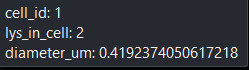 cell_id: 1
lys_in_cell: 2
diameter_um: 0.4192374050617218